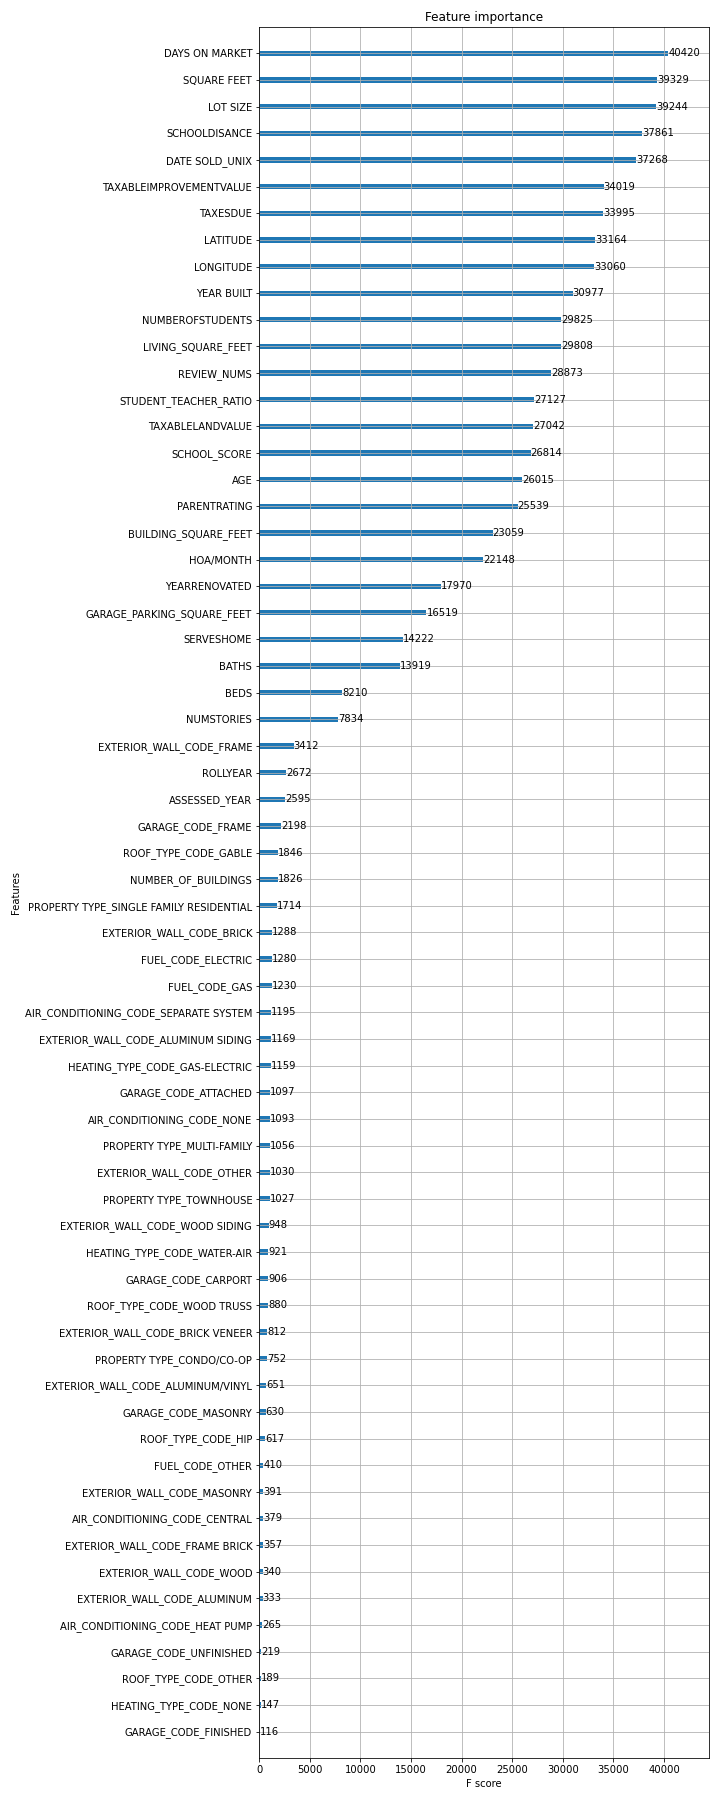 Feature importance
DAYS ON MARKET 40420
SQUARE FEET 39329
LOT SIZE 39244
SCHOOLDISANCE 37861
DATE SOLD_UNIX 37268
TAXABLEIMPROVEMENTVALUE 34019
TAXESDUE 33995
LATITUDE 33164
LONGITUDE 33060
YEAR BUILT 30977
NUMBEROFSTUDENTS 29825
LIVING_SQUARE_FEET 29808
REVIEW_NUMS 28873
STUDENT_TEACHER_RATIO 27127
TAXABLELANDVALUE 27042
SCHOOL_SCORE 26814
AGE 26015
PARENTRATING 25539
BUILDING_SQUARE_FEET 23059
HOA/MONTH 22148
YEARRENOVATED 17970
GARAGE_PARKING_SQUARE_FEET 16519
SERVESHOME 14222
BATHS 13919
BEDS 8210
NUMSTORIES 7834
EXTERIOR_WALL_CODE_FRAME 3412
ROLLYEAR 2672
ASSESSED_YEAR 2595
GARAGE_CODE_FRAME 2198
ROOF_TYPE_CODE_GABLE 1846
NUMBER_OF_BUILDINGS 1826
Features
PROPERTY TYPE_SINGLE FAMILY RESIDENTIAL 1714
EXTERIOR_WALL_CODE_BRICK 1288
FUEL_CODE_ELECTRIC 1280
FUEL_CODE_GAS 1230
AIR_CONDITIONING_CODE_SEPARATE SYSTEM 1195
EXTERIOR_WALL_CODE_ALUMINUM SIDING 1169
HEATING_TYPE_CODE_GAS-ELECTRIC 1159
GARAGE_CODE_ATTACHED 1097
AIR_CONDITIONING_CODE_NONE 1093
PROPERTY TYPE_MULTI-FAMILY 1056
EXTERIOR_WALL_CODE_OTHER 1030
PROPERTY TYPE_TOWNHOUSE 1027
EXTERIOR_WALL_CODE_WOOD SIDING 948
HEATING_TYPE_CODE_WATER-AIR 921
GARAGE_CODE_CARPORT 906
ROOF_TYPE_CODE_WOOD TRUSS 880
EXTERIOR_WALL_CODE_BRICK VENEER 812
PROPERTY TYPE_CONDO/CO-OP 752
EXTERIOR_WALL_CODE_ALUMINUM/VINYL 651
GARAGE_CODE_MASONRY 630
ROOF_TYPE_CODE_HIP 617
FUEL_CODE_OTHER 410
EXTERIOR_WALL_CODE_MASONRY 391
AIR_CONDITIONING_CODE_CENTRAL 379
EXTERIOR_WALL_CODE_FRAME BRICK 357
EXTERIOR_WALL_CODE_WOOD 340
EXTERIOR_WALL_CODE_ALUMINUM 333
AIR_CONDITIONING_CODE_HEAT PUMP 265
GARAGE_CODE_UNFINISHED 219
ROOF_TYPE_CODE_OTHER 189
HEATING_TYPE_CODE_NONE 147
GARAGE_CODE_FINISHED 116
0 5000 10000 15000 20000 25000 30000 35000 40000
F score